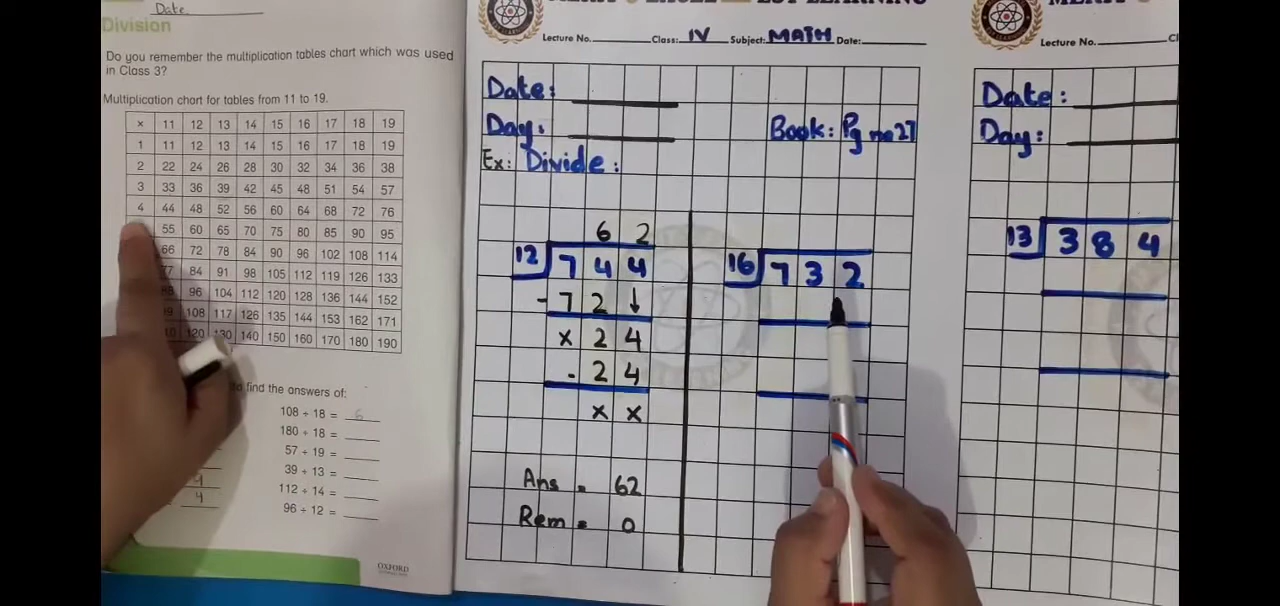 Date
Division
Do you remember the multiplication tables chart which was used
in Class 3?
Multiplication chart for tables from 11 to 19.
× 11 12 13 14 15 16 17 18 19
1 11 12 13 14 15 16 17 18 19
2 22 24 26 28 30 32 34 36 38
3 33 36 39 42 45 48 51 54 57
4 44 48 52 56 60 64 68 72 76
55 60 65 70 75 80 85 90 95
66 72 78 84 90 96 102 108 114
77 84 91 98 105 112 119 126 133
88 96 104 112 120 128 136 144 152
99 108 117 126 135 144 153 162 171
110 120 130 140 150 160 170 180 190
to find the answers of:
108 ÷ 18 = 6
180 ÷ 18 =
57 ÷ 19 =
39 ÷ 13 =
4
112 ÷ 14 =
4
96 ÷ 12 =
OXFORD
Lecture No. Class: IV Subject: MATH Date:
Date:
Day:
Book: Pg no 27
Ex: Divide:
6 2
12 7 4 4
- 7 2 ↓
× 2 4
- 2 4
× ×
Ans = 62
Rem = 0
16 7 3 2
Lecture No.
Date:
Day:
13 3 8 4